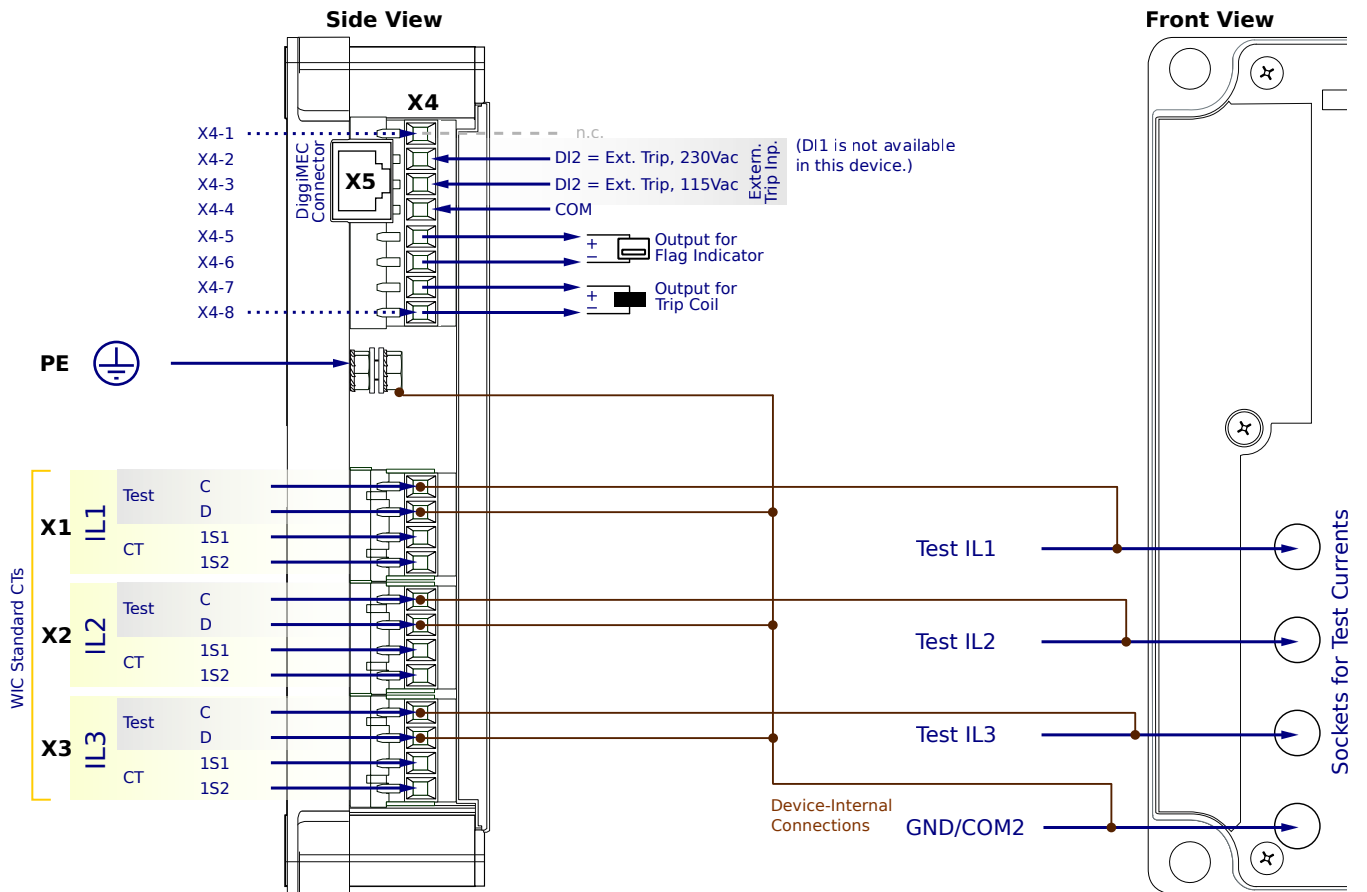 Side View
Front View
X4
X4-1
n.c.
X4-2
DI2 = Ext. Trip, 230Vac
X4-3
DI2 = Ext. Trip, 115Vac
X4-4
COM
Extern.
Trip Inp.
(DI1 is not available
in this device.)
DiggiMEC
Connector
X5
X4-5
X4-6
+
−
Output for
Flag Indicator
X4-7
X4-8
+
−
Output for
Trip Coil
PE
WIC Standard CTs
X1
IL1
Test
C
D
CT
1S1
1S2
X2
IL2
Test
C
D
CT
1S1
1S2
X3
IL3
Test
C
D
CT
1S1
1S2
Test IL1
Test IL2
Test IL3
Device-Internal
Connections
GND/COM2
Sockets for Test Currents